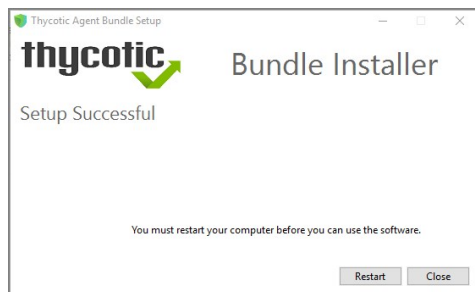 Thycotic Agent Bundle Setup
thycotic
Bundle Installer
Setup Successful
You must restart your computer before you can use the software.
Restart Close